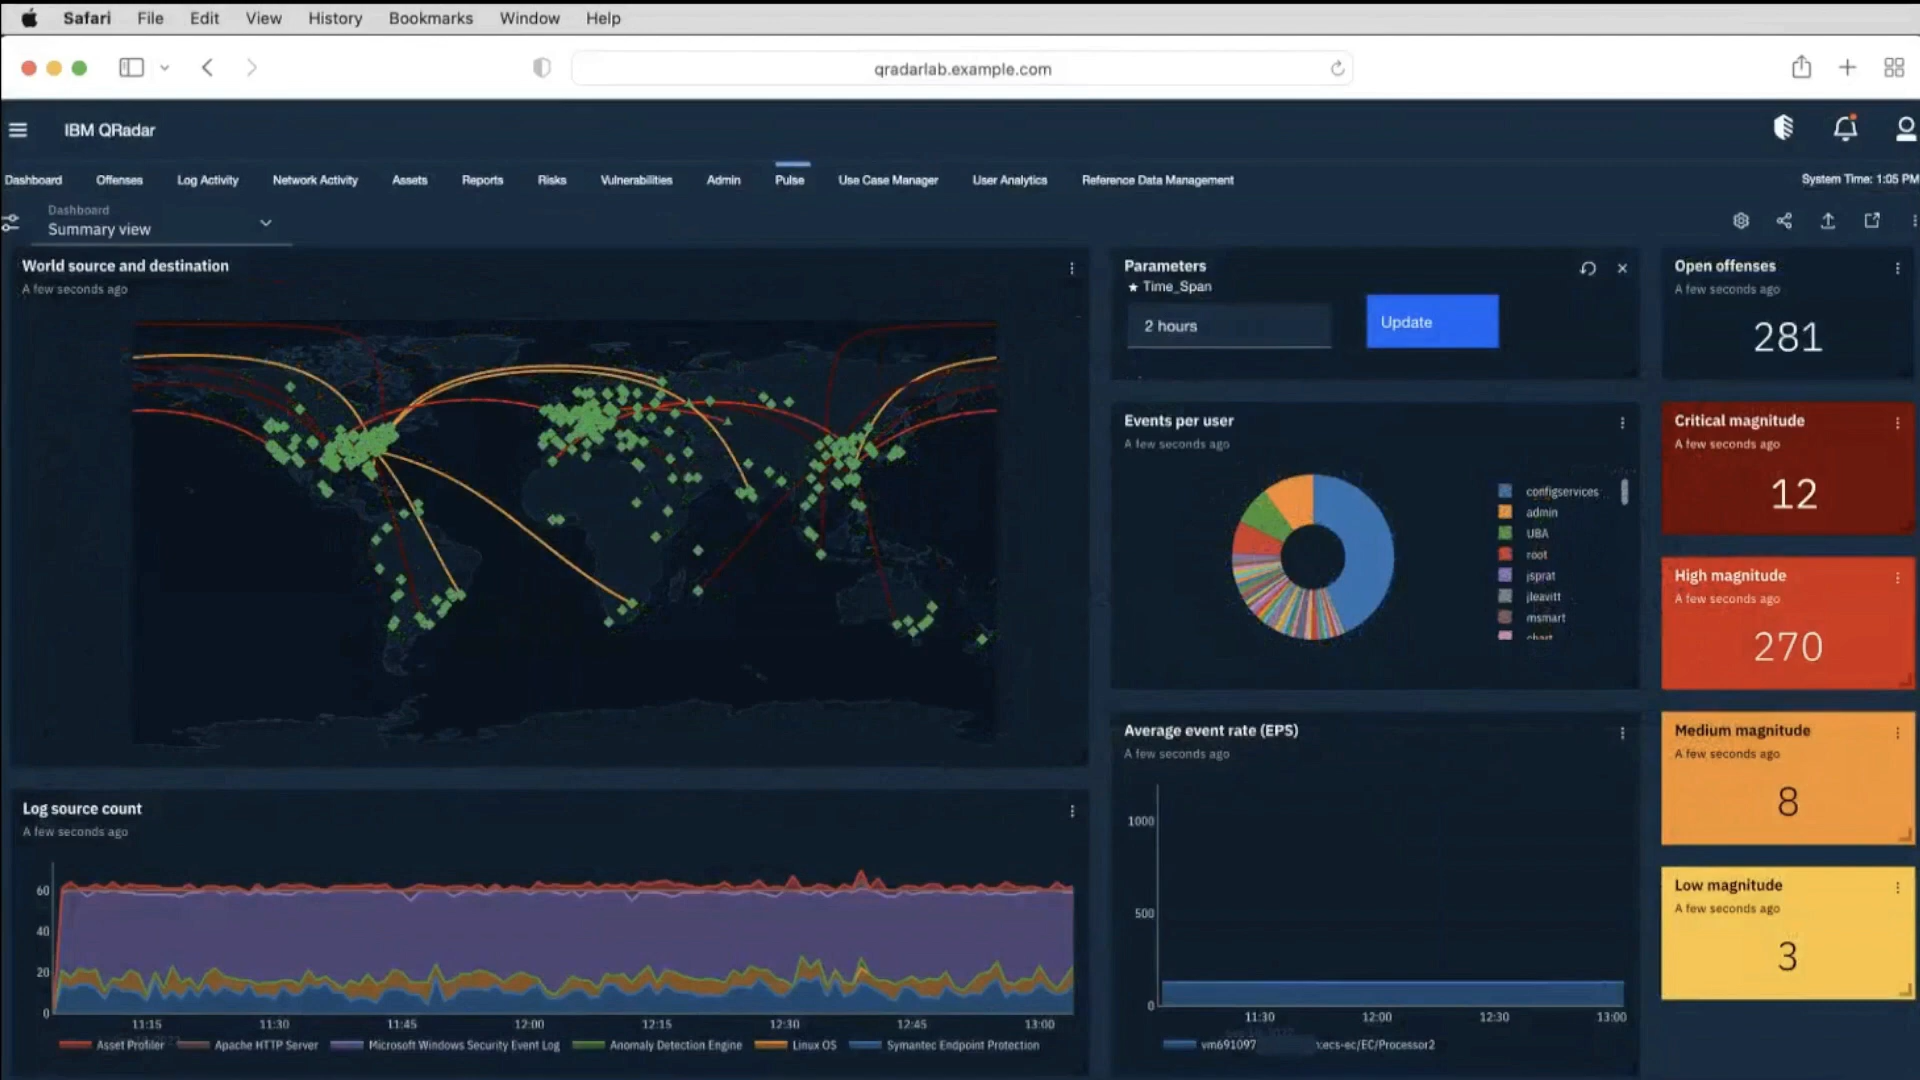 Safari File Edit View History Bookmarks Window Help
qradarlab.example.com
IBM QRadar
Dashboard Offenses Log Activity Network Activity Assets Reports Risks Vulnerabilities Admin Pulse Use Case Manager User Analytics Reference Data Management System Time: 1:05 PM
Dashboard
Summary view
World source and destination
A few seconds ago
Parameters
★ Time_Span
2 hours
Update
Open offenses
A few seconds ago
281
Events per user
A few seconds ago
configservices
admin
UBA
root
jsprat
jleavitt
msmart
Critical magnitude
A few seconds ago
12
High magnitude
A few seconds ago
270
Log source count
A few seconds ago
60
40
20
0
11:15 11:30 11:45 12:00 12:15 12:30 12:45 13:00
Asset Profiler Apache HTTP Server Microsoft Windows Security Event Log Anomaly Detection Engine Linux OS Symantec Endpoint Protection
Average event rate (EPS)
A few seconds ago
1000
500
0
11:30 12:00 12:30 13:00
vm691097 :ecs-ec/EC/Processor2
Medium magnitude
A few seconds ago
8
Low magnitude
A few seconds ago
3